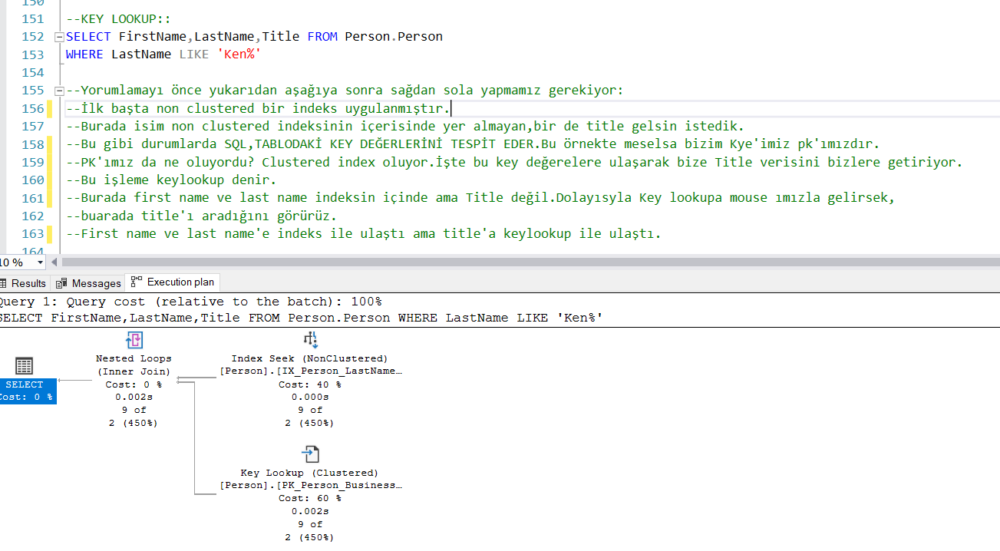 150
151 --KEY LOOKUP::
152 SELECT FirstName,LastName,Title FROM Person.Person
153 WHERE LastName LIKE 'Ken%'
154
155 --Yorumlamayı önce yukarıdan aşağıya sonra sağdan sola yapmamız gerekiyor:
156 --İlk başta non clustered bir indeks uygulanmıştır.
157 --Burada isim non clustered indeksinin içerisinde yer almayan,bir de title gelsin istedik.
158 --Bu gibi durumlarda SQL,TABLODAKİ KEY DEĞERLERİNİ TESPİT EDER.Bu örnekte meselsa bizim Kye'imiz pk'ımızdır.
159 --PK'ımız da ne oluyordu? Clustered index oluyor.İşte bu key değerelere ulaşarak bize Title verisini bizlere getiriyor.
160 --Bu işleme keylookup denir.
161 --Burada first name ve last name indeksin içinde ama Title değil.Dolayısyla Key lookupa mouse ımızla gelirsek,
162 --buarada title'ı aradığını görürüz.
163 --First name ve last name'e indeks ile ulaştı ama title'a keylookup ile ulaştı.
164
10 %
Results Messages Execution plan
Query 1: Query cost (relative to the batch): 100%
SELECT FirstName,LastName,Title FROM Person.Person WHERE LastName LIKE 'Ken%'
SELECT
Cost: 0 %
Nested Loops
(Inner Join)
Cost: 0 %
0.002s
9 of
2 (450%)
Index Seek (NonClustered)
[Person].[IX_Person_LastName…
Cost: 40 %
0.000s
9 of
2 (450%)
Key Lookup (Clustered)
[Person].[PK_Person_Business…
Cost: 60 %
0.002s
9 of
2 (450%)